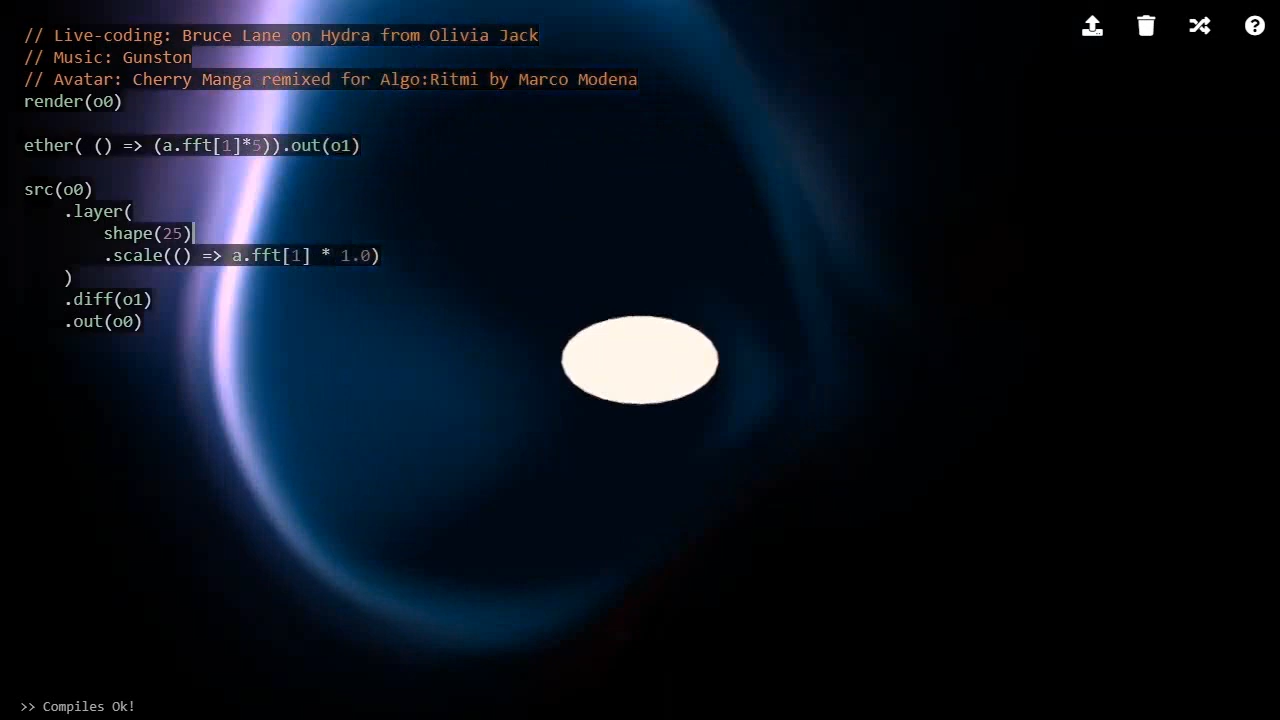 // Live-coding: Bruce Lane on Hydra from Olivia Jack
// Music: Gunston
// Avatar: Cherry Manga remixed for Algo:Ritmi by Marco Modena
render(o0)
ether( () => (a.fft[1]*5)).out(o1)
src(o0)
.layer(
shape(25)
.scale(() => a.fft[1] * 1.0)
)
.diff(o1)
.out(o0)
>> Compiles Ok!